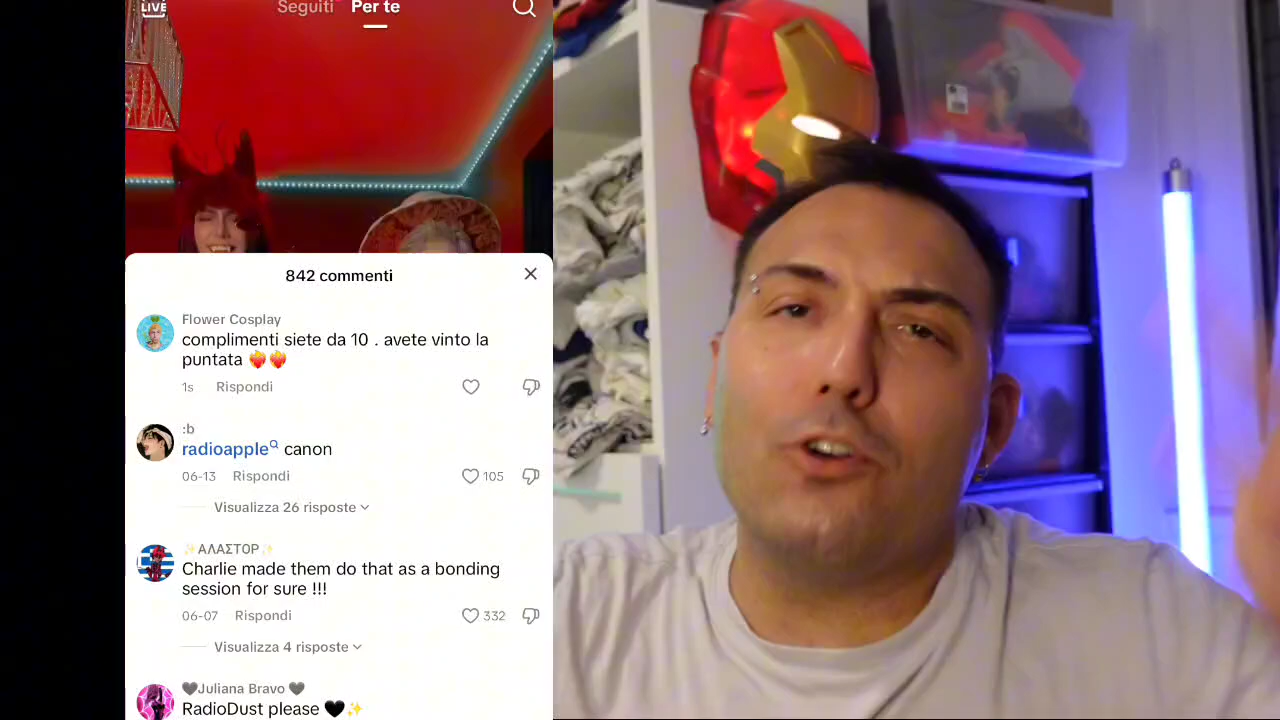 LIVE
Seguiti Per te
842 commenti
Flower Cosplay
complimenti siete da 10 . avete vinto la
puntata ❤️‍🔥❤️‍🔥
1s Rispondi
:b
radioapple canon
06-13 Rispondi 105
Visualizza 26 risposte
✨ΑΛΑΣΤΟΡ✨
Charlie made them do that as a bonding
session for sure !!!
06-07 Rispondi 332
Visualizza 4 risposte
🖤Juliana Bravo🖤
RadioDust please 🖤✨